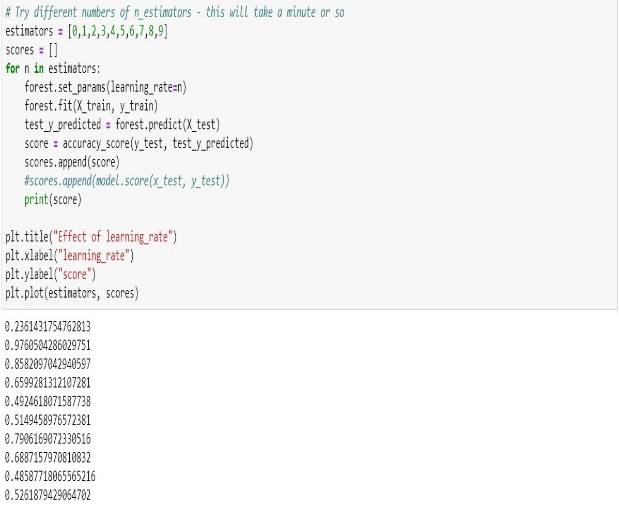 # Try different numbers of n_estimators - this will take a minute or so
estimators = [0,1,2,3,4,5,6,7,8,9]
scores = []
for n in estimators:
forest.set_params(learning_rate=n)
forest.fit(X_train, y_train)
test_y_predicted = forest.predict(X_test)
score = accuracy_score(y_test, test_y_predicted)
scores.append(score)
#scores.append(model.score(x_test, y_test))
print(score)
plt.title("Effect of learning_rate")
plt.xlabel("learning_rate")
plt.ylabel("score")
plt.plot(estimators, scores)
0.2361431754762813
0.9760504286029751
0.8582097042940597
0.6599281312107281
0.4924618071587738
0.5149458976572381
0.7906169072330516
0.6887157970810832
0.48587718065565216
0.5261879429064702